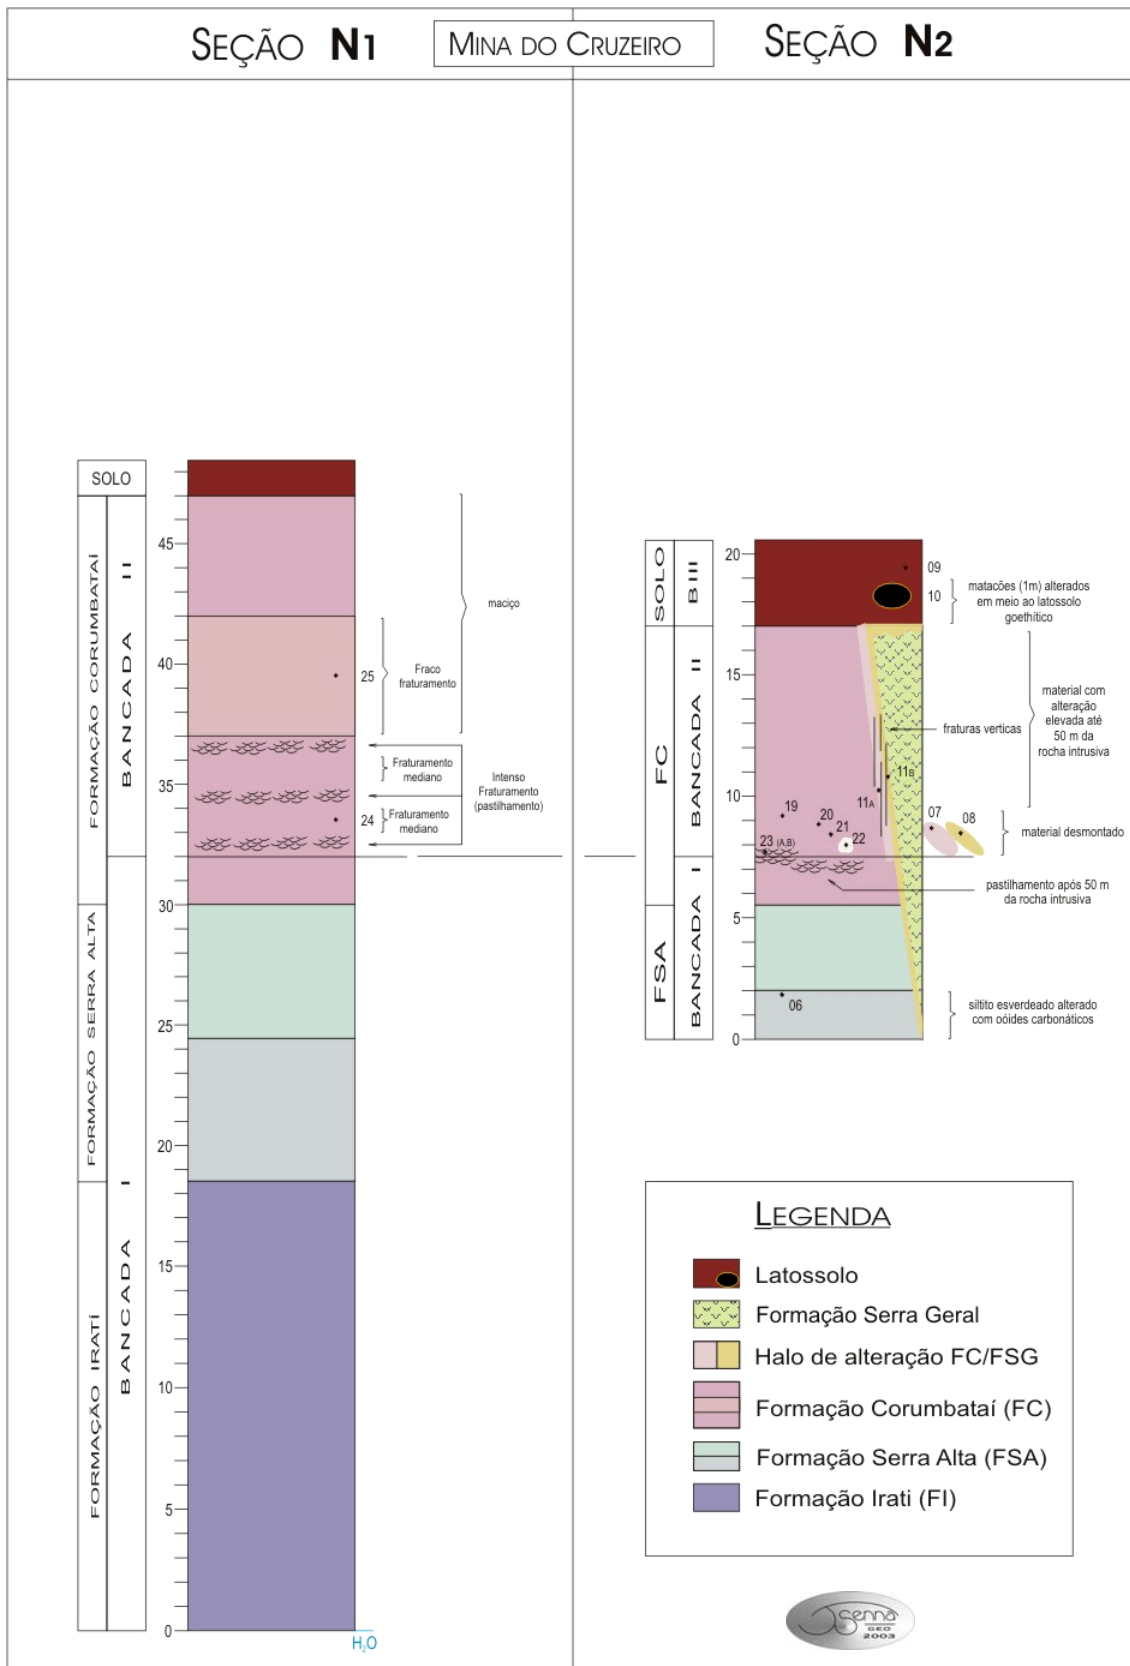 SEÇÃO N1
MINA DO CRUZEIRO
SEÇÃO N2
SOLO
FORMAÇÃO CORUMBATAÍ
BANCADA II
FORMAÇÃO SERRA ALTA
FORMAÇÃO IRATÍ
BANCADA I
45
40
35
30
25
20
15
10
5
0
H₂O
25
24
maciço
Fraco
fraturamento
Fraturamento
mediano
Fraturamento
mediano
Intenso
Fraturamento
(pastilhamento)
SOLO
B III
FC
BANCADA II
FSA
BANCADA I
20
15
10
5
0
09
10
matacões (1m) alterados
em meio ao latossolo
goethítico
material com
alteração
elevada até
50 m da
rocha intrusiva
fraturas verticas
11B
11A
19
20
21
22
23 (A,B)
07
08
material desmontado
pastilhamento após 50 m
da rocha intrusiva
06
siltito esverdeado alterado
com oóides carbonáticos
LEGENDA
Latossolo
Formação Serra Geral
Halo de alteração FC/FSG
Formação Corumbataí (FC)
Formação Serra Alta (FSA)
Formação Irati (FI)
Senna
GEO
2003